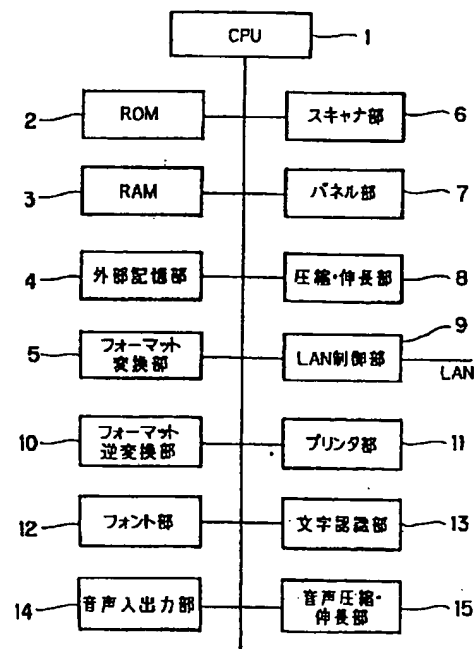 CPU
1
2
ROM
スキャナ部
6
3
RAM
パネル部
7
4
外部記憶部
圧縮・伸長部
8
5
フォーマット
変換部
LAN制御部
9
LAN
10
フォーマット
逆変換部
プリンタ部
11
12
フォント部
文字認識部
13
14
音声入出力部
音声圧縮・
伸長部
15